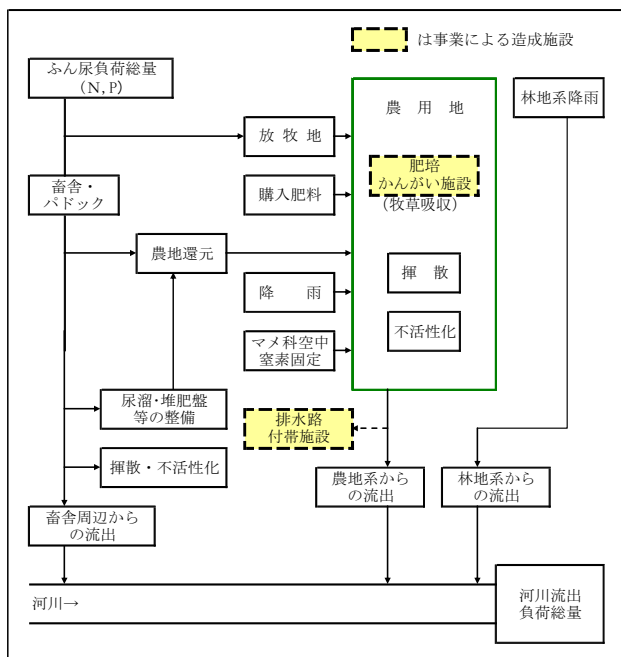 は事業による造成施設
ふん尿負荷総量
（N,P）
農　用　地
林地系降雨
放 牧 地
肥培
かんがい施設
（牧草吸収）
畜舎・
パドック
購入肥料
農地還元
揮　散
降　　雨
不活性化
マメ科空中
窒素固定
尿溜・堆肥盤
等の整備
排水路
付帯施設
揮散・不活性化
農地系から
の流出
林地系から
の流出
畜舎周辺から
の流出
河川→
河川流出
負荷総量